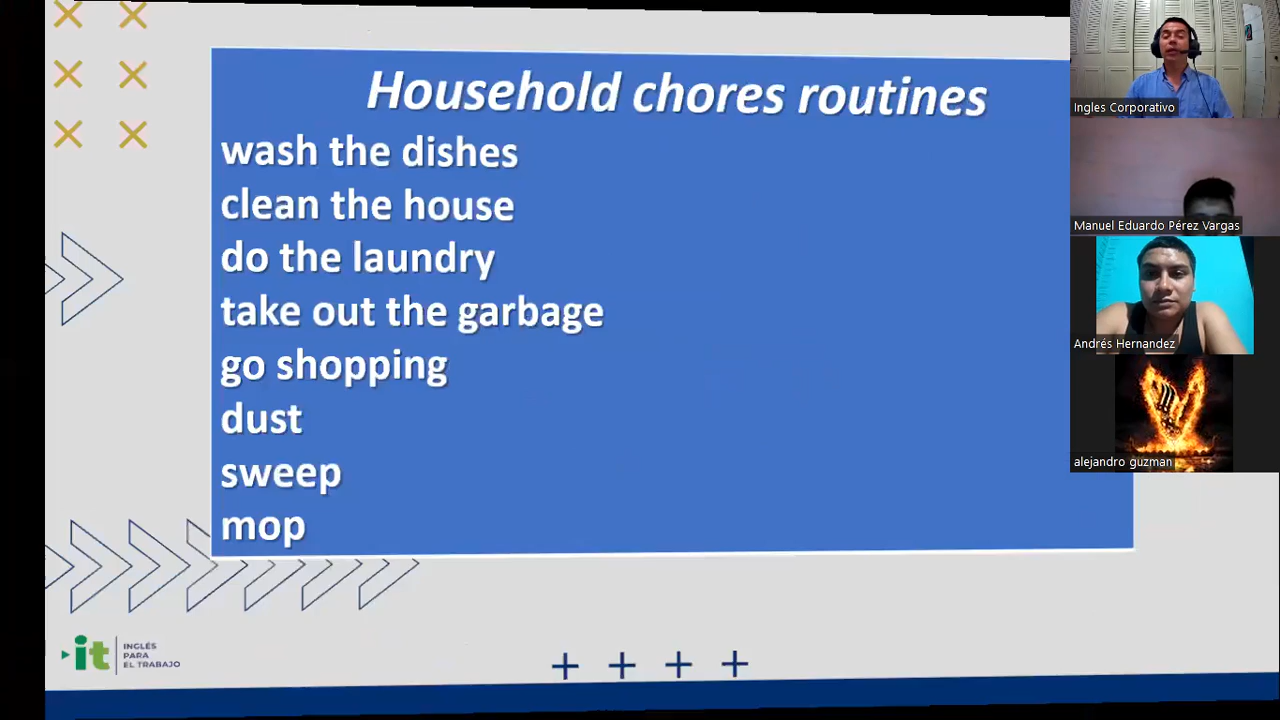 Household chores routines
wash the dishes
clean the house
do the laundry
take out the garbage
go shopping
dust
sweep
mop
it
INGLÉS
PARA
EL TRABAJO
Ingles Corporativo
Manuel Eduardo Pérez Vargas
Andrés Hernandez
alejandro guzman